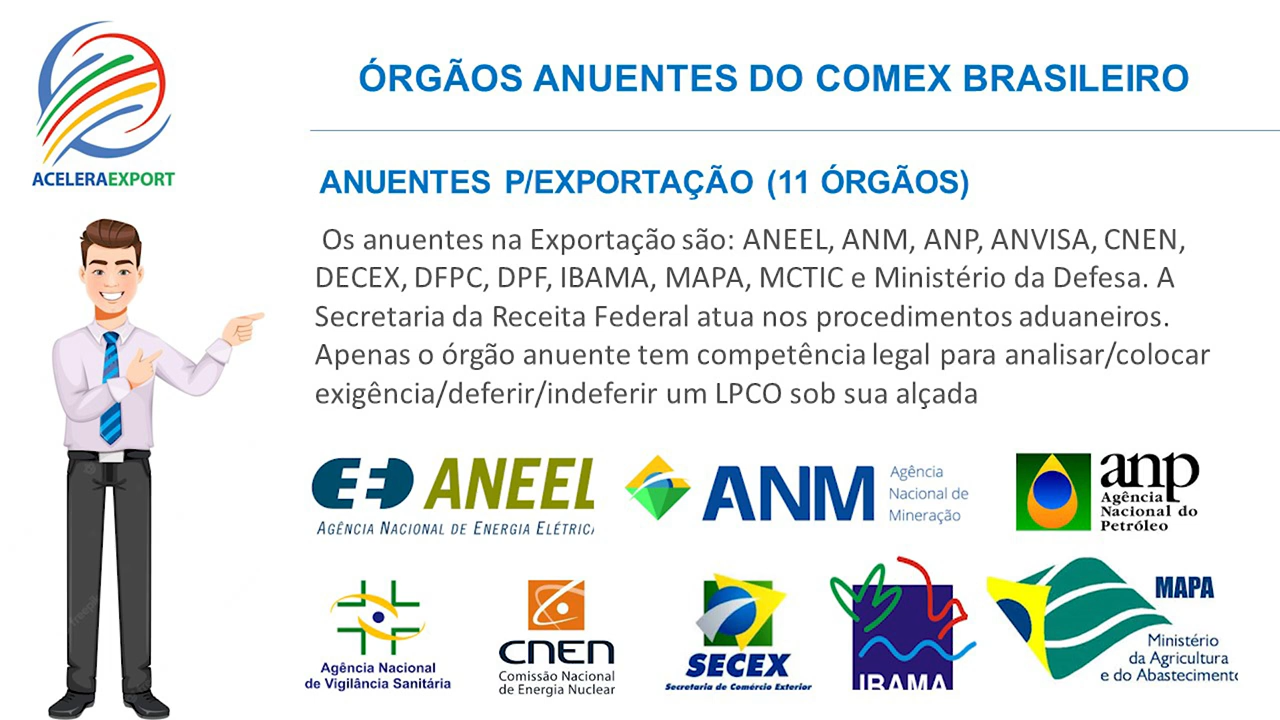 ÓRGÃOS ANUENTES DO COMEX BRASILEIRO
ACELERAEXPORT
ANUENTES P/EXPORTAÇÃO (11 ÓRGÃOS)
Os anuentes na Exportação são: ANEEL, ANM, ANP, ANVISA, CNEN,
DECEX, DFPC, DPF, IBAMA, MAPA, MCTIC e Ministério da Defesa. A
Secretaria da Receita Federal atua nos procedimentos aduaneiros.
Apenas o órgão anuente tem competência legal para analisar/colocar
exigência/deferir/indeferir um LPCO sob sua alçada
ANEEL
AGÊNCIA NACIONAL DE ENERGIA ELÉTRIC
ANM
Agência
Nacional de
Mineração
anp
Agência
Nacional do
Petróleo
Agência Nacional
de Vigilância Sanitária
CNEN
Comissão Nacional
de Energia Nuclear
SECEX
Secretaria de Comércio Exterior
IBAMA
MAPA
Ministério
da Agricultura
e do Abastecimento